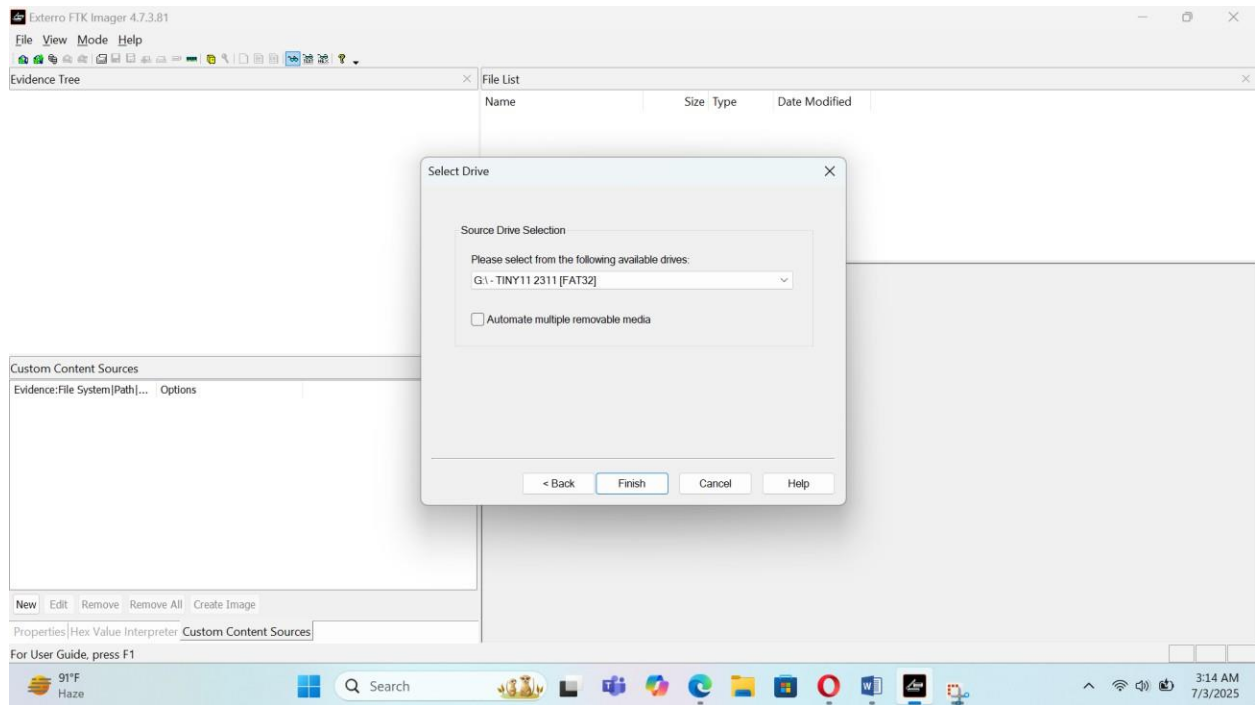 Exterro FTK Imager 4.7.3.81
File View Mode Help
Evidence Tree
File List
Name Size Type Date Modified
Select Drive
Source Drive Selection
Please select from the following available drives:
G:\ - TINY11 2311 [FAT32]
Automate multiple removable media
Custom Content Sources
Evidence:File System|Path|... Options
< Back Finish Cancel Help
New Edit Remove Remove All Create Image
Properties Hex Value Interpreter Custom Content Sources
For User Guide, press F1
91°F
Haze
Search
3:14 AM
7/3/2025